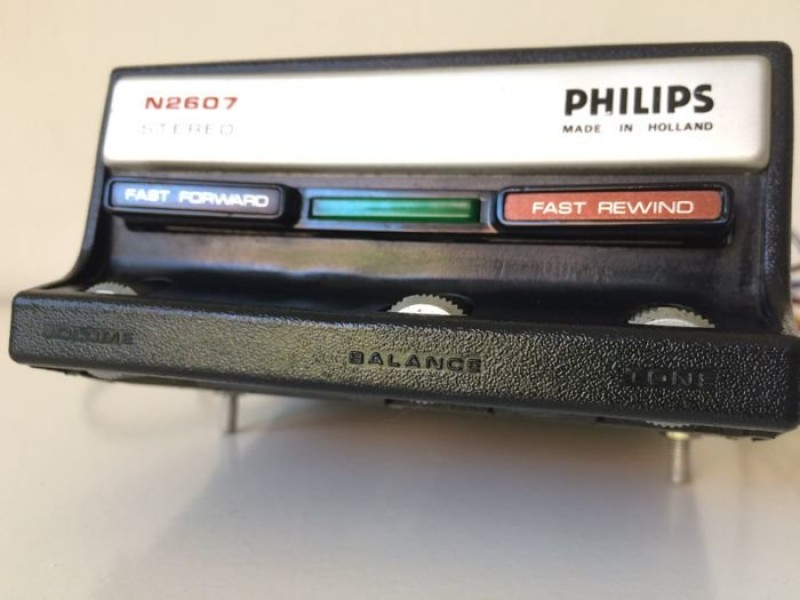 N2607
STEREO
PHILIPS
MADE IN HOLLAND
FAST FORWARD
FAST REWIND
VOLUME
BALANCE
TONE